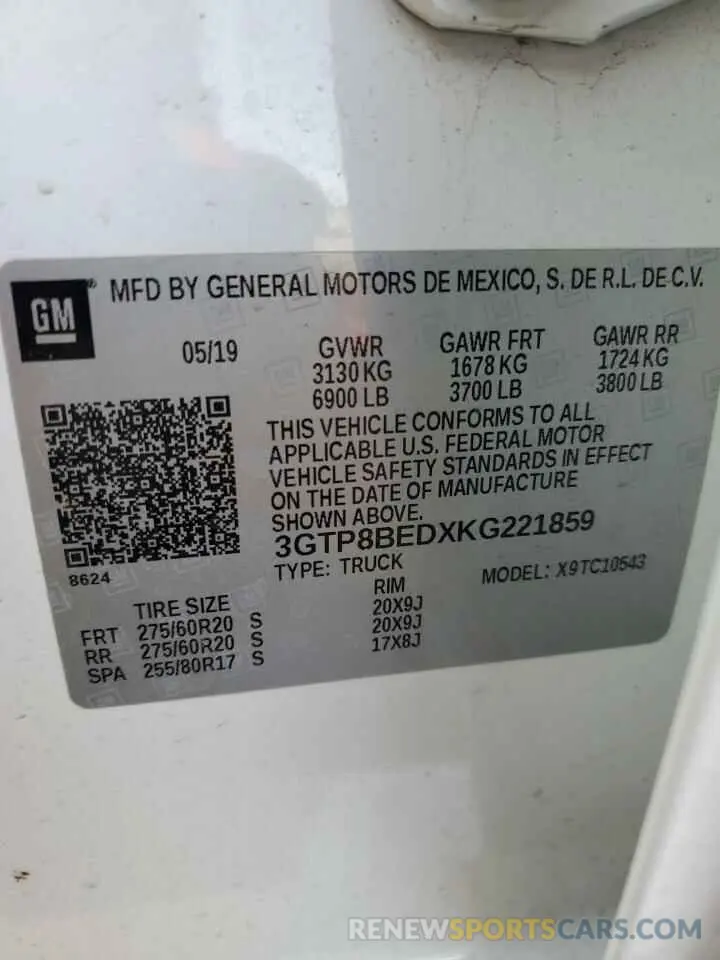 GM ® MFD BY GENERAL MOTORS DE MEXICO, S. DE R.L. DE C.V.
05/19 GVWR GAWR FRT GAWR RR
3130 KG 1678 KG 1724 KG
6900 LB 3700 LB 3800 LB
THIS VEHICLE CONFORMS TO ALL
APPLICABLE U.S. FEDERAL MOTOR
VEHICLE SAFETY STANDARDS IN EFFECT
ON THE DATE OF MANUFACTURE
SHOWN ABOVE.
3GTP8BEDXKG221859
8624 TYPE: TRUCK MODEL: X9TC10543
TIRE SIZE RIM
FRT 275/60R20 S 20X9J
RR 275/60R20 S 20X9J
SPA 255/80R17 S 17X8J
RENEWSPORTSCARS.COM